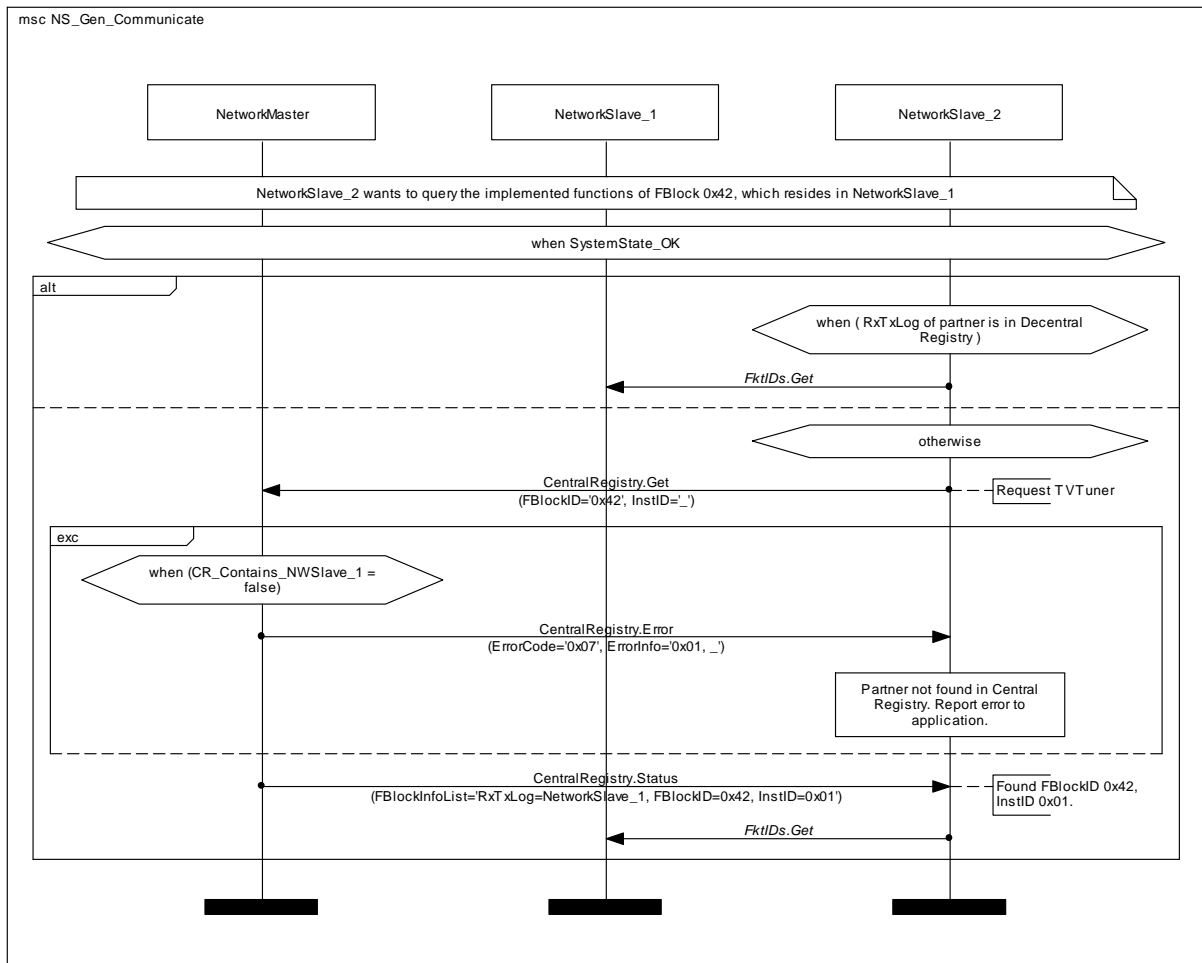 msc NS_Gen_Communicate
NetworkMaster
NetworkSlave_1
NetworkSlave_2
NetworkSlave_2 wants to query the implemented functions of FBlock 0x42, which resides in NetworkSlave_1
when SystemState_OK
alt
when ( RxTxLog of partner is in Decentral
Registry )
FktIDs.Get
otherwise
CentralRegistry.Get
(FBlockID='0x42', InstID='_')
Request TVTuner
exc
when (CR_Contains_NWSlave_1 =
false)
CentralRegistry.Error
(ErrorCode='0x07', ErrorInfo='0x01, _')
Partner not found in Central
Registry. Report error to
application.
CentralRegistry.Status
(FBlockInfoList='RxTxLog=NetworkSlave_1, FBlockID=0x42, InstID=0x01')
Found FBlockID 0x42,
InstID 0x01.
FktIDs.Get